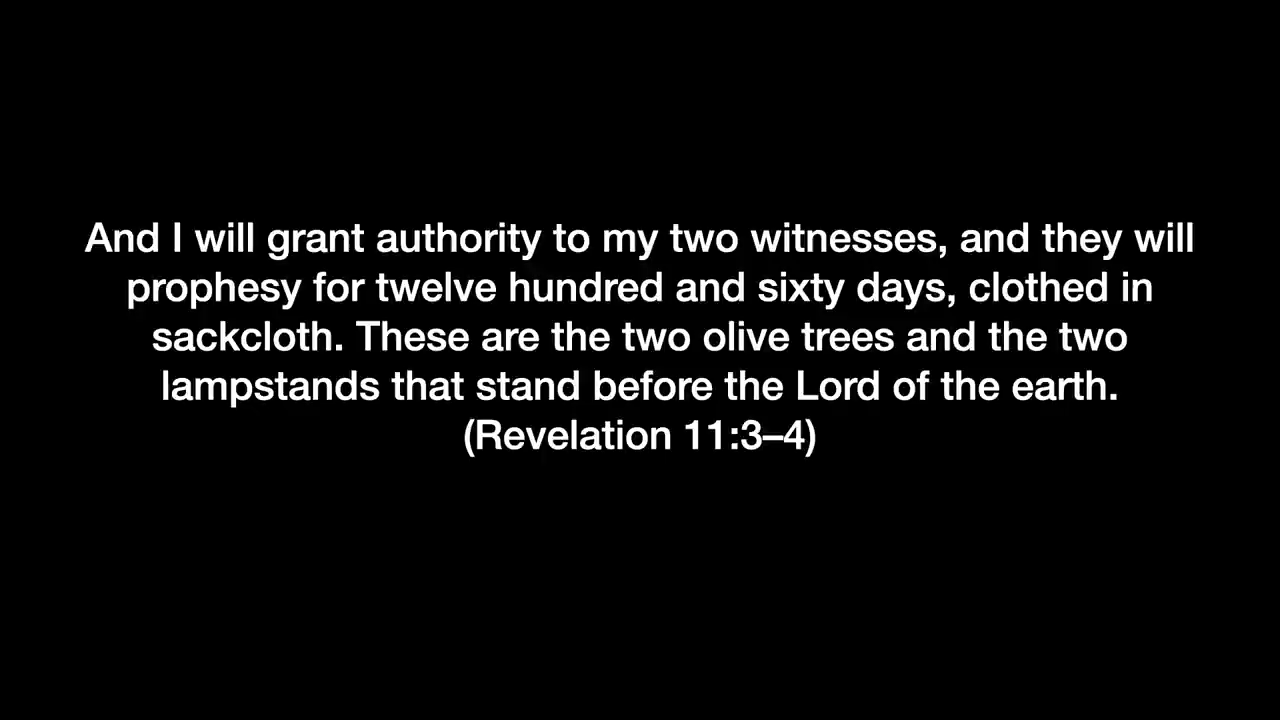 And I will grant authority to my two witnesses, and they will
prophesy for twelve hundred and sixty days, clothed in
sackcloth. These are the two olive trees and the two
lampstands that stand before the Lord of the earth.
(Revelation 11:3–4)